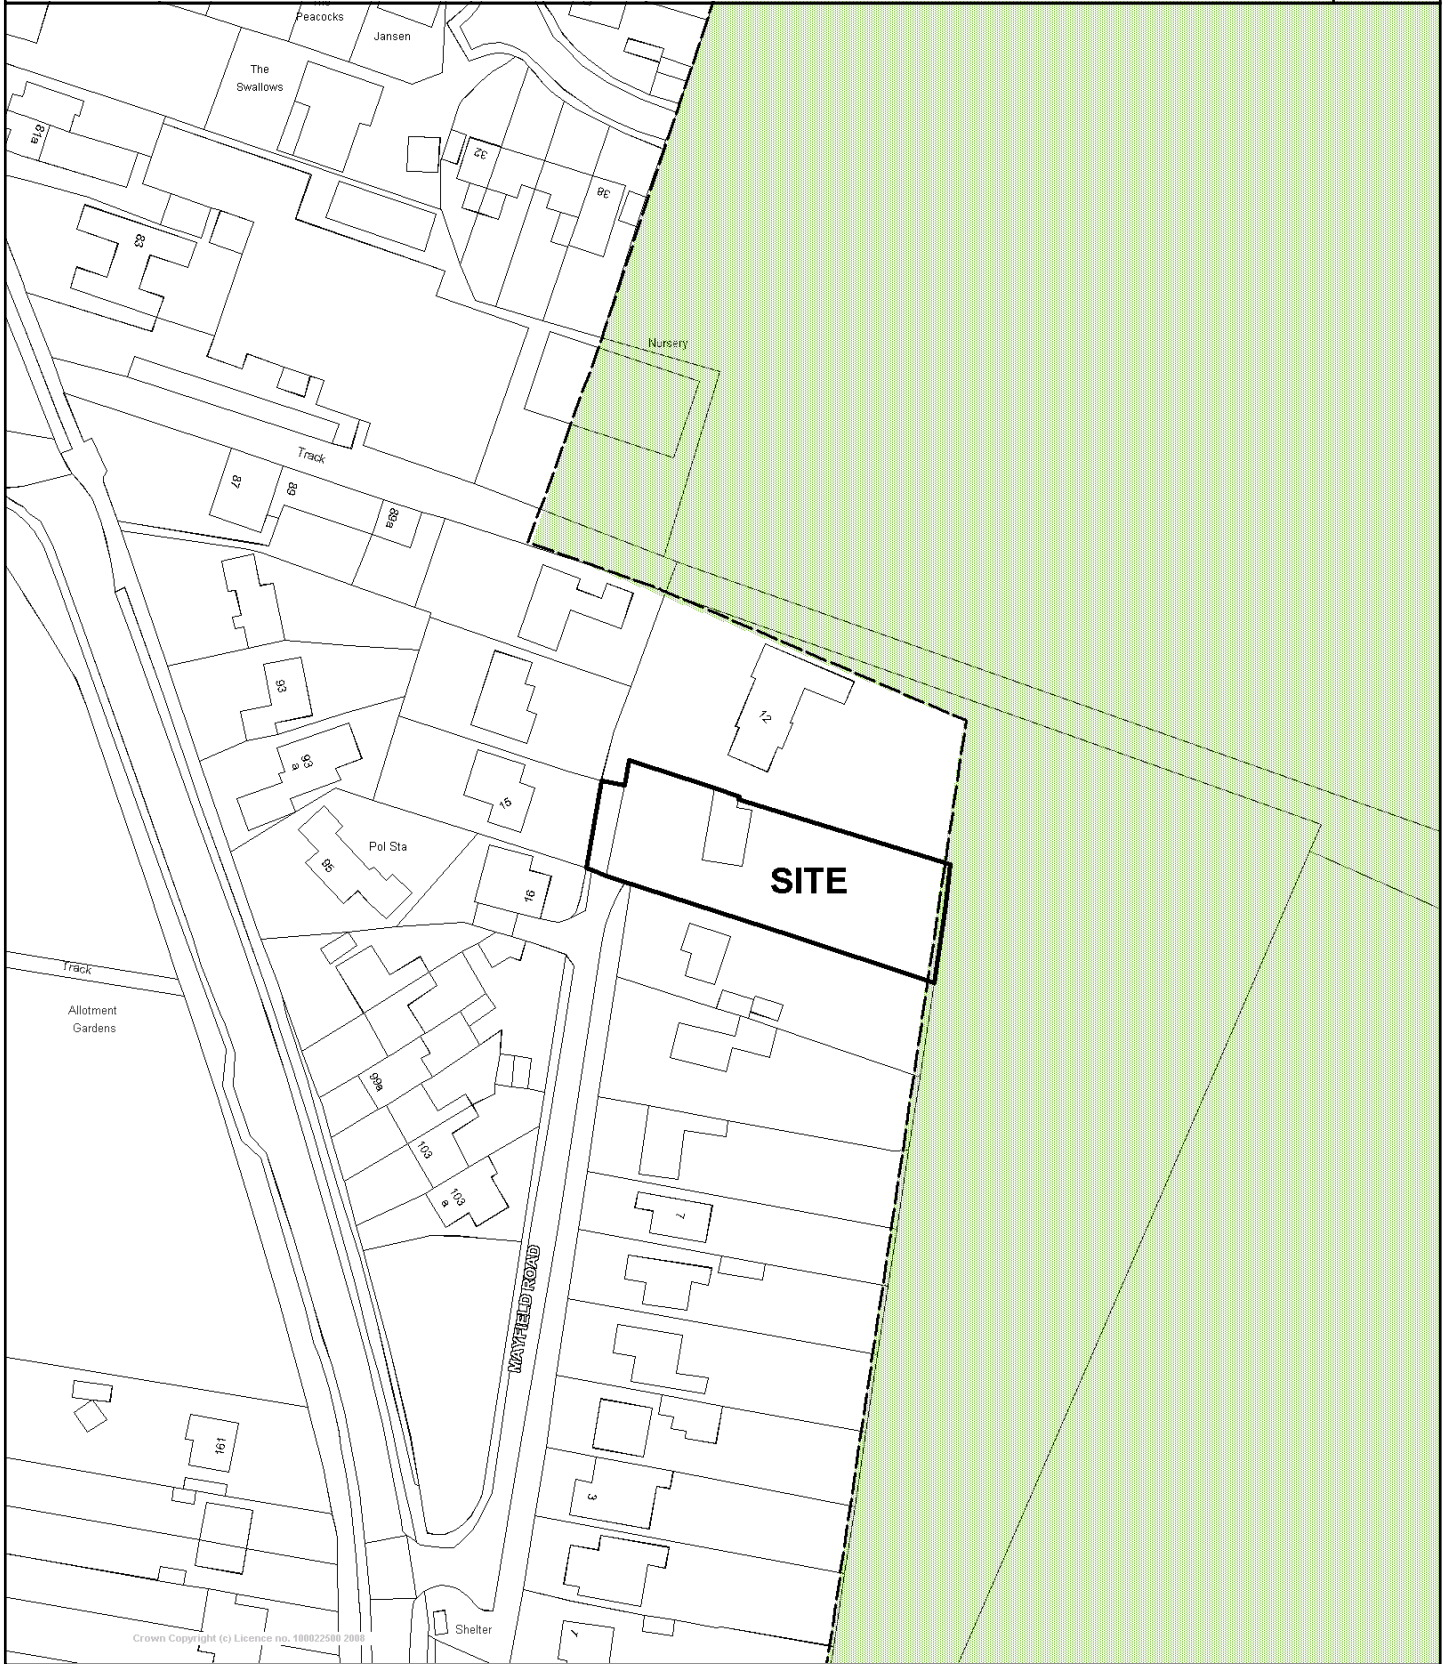 Peacocks
Jansen
The
Swallows
81a
32
38
83
Nursery
Track
87
89
89a
93
12
93
a
15
Pol Sta
95
SITE
16
Track
Allotment
Gardens
99a
103
103
a
7
MAYFIELD ROAD
161
3
Shelter
1
Crown Copyright (c) Licence no. 100022500 2008